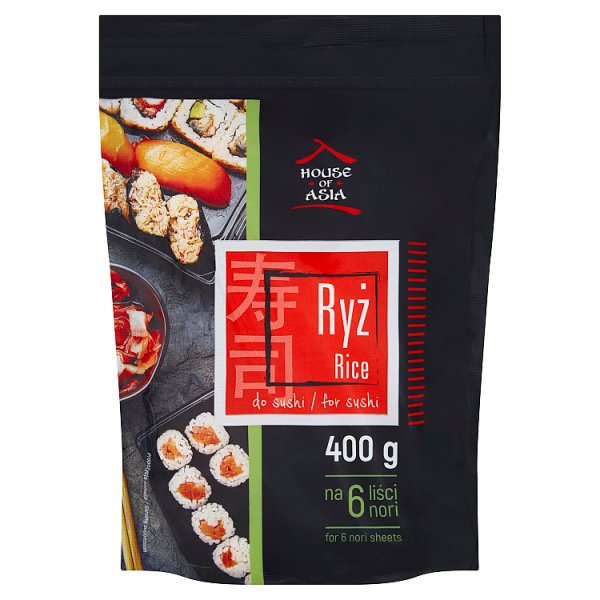 HOUSE
OF
ASIA
寿
司
Ryż
Rice
do sushi / for sushi
400 g
na 6 liści
nori
for 6 nori sheets